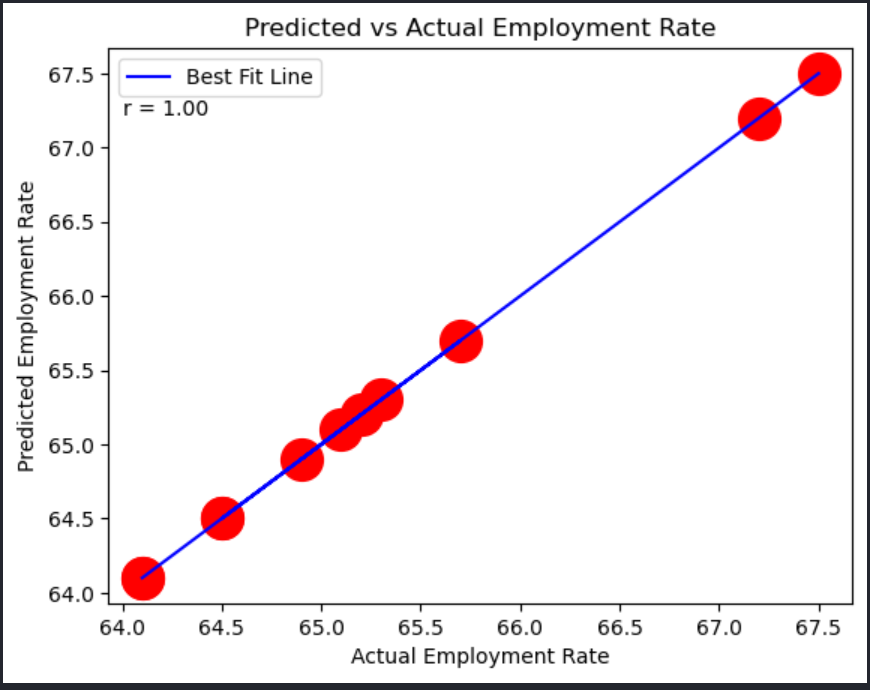 Predicted vs Actual Employment Rate
Best Fit Line
r = 1.00
Predicted Employment Rate
67.5
67.0
66.5
66.0
65.5
65.0
64.5
64.0
64.0 64.5 65.0 65.5 66.0 66.5 67.0 67.5
Actual Employment Rate